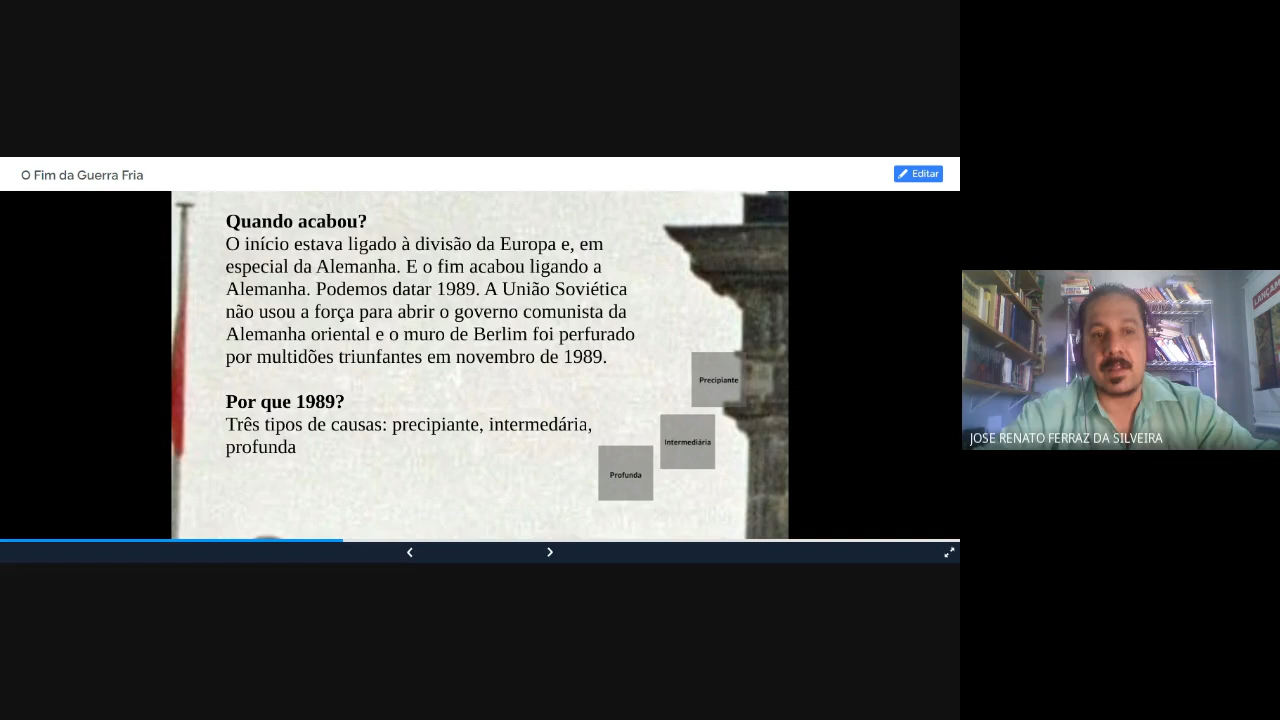 O Fim da Guerra Fria
Editar
Quando acabou?
O início estava ligado à divisão da Europa e, em
especial da Alemanha. E o fim acabou ligando a
Alemanha. Podemos datar 1989. A União Soviética
não usou a força para abrir o governo comunista da
Alemanha oriental e o muro de Berlim foi perfurado
por multidões triunfantes em novembro de 1989.
Por que 1989?
Três tipos de causas: precipiante, intermedária,
profunda
Precipiante
Intermediária
Profunda
JOSE RENATO FERRAZ DA SILVEIRA